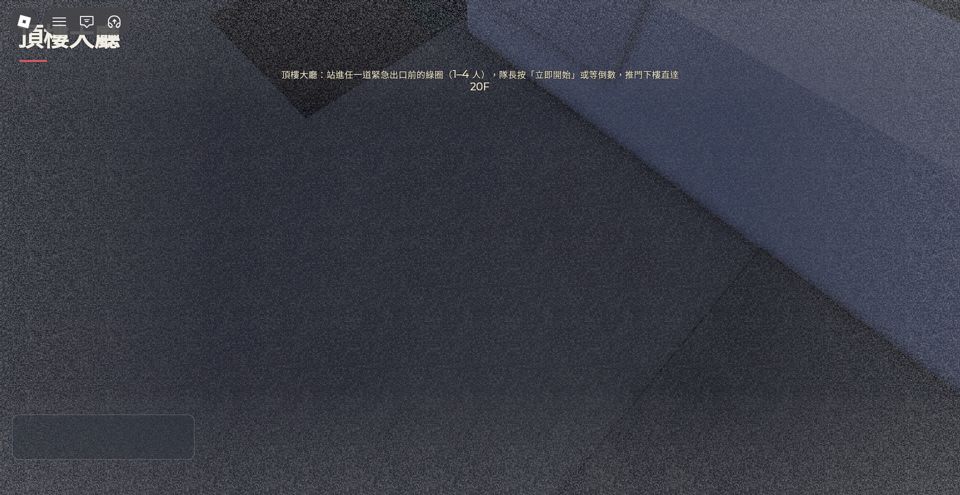 頂樓大廳
頂樓大廳：站進任一道緊急出口前的綠圈（1–4 人），隊長按「立即開始」或等倒數，推門下樓直達
20F